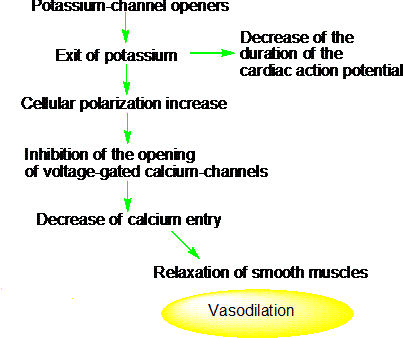 Potassium-channel openers
Exit of potassium
Decrease of the
duration of the
cardiac action potential
Cellular polarization increase
Inhibition of the opening
of voltage-gated calcium-channels
Decrease of calcium entry
Relaxation of smooth muscles
Vasodilation